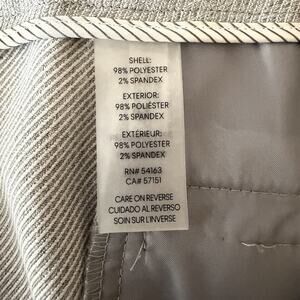 SHELL:
98% POLYESTER
2% SPANDEX
EXTERIOR:
98% POLIÉSTER
2% SPANDEX
EXTÉRIEUR:
98% POLYESTER
2% SPANDEX
RN# 54163
CA# 57151
CARE ON REVERSE
CUIDADO AL REVERSO
SOIN SUR L'INVERSE